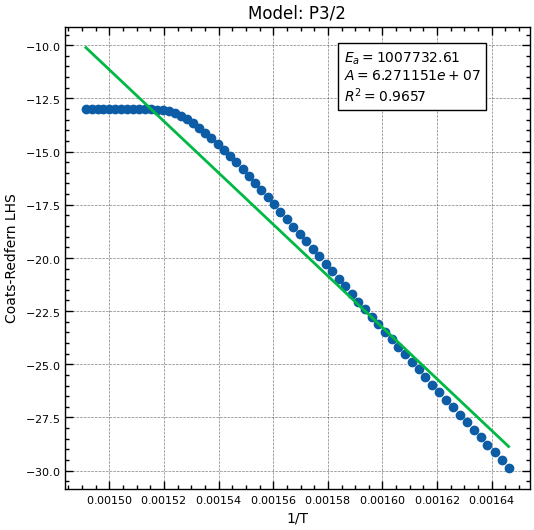 Model: P3/2
Eₐ = 1007732.61
A = 6.271151e + 07
R² = 0.9657
Coats-Redfern LHS
−10.0
−12.5
−15.0
−17.5
−20.0
−22.5
−25.0
−27.5
−30.0
0.00150 0.00152 0.00154 0.00156 0.00158 0.00160 0.00162 0.00164
1/T